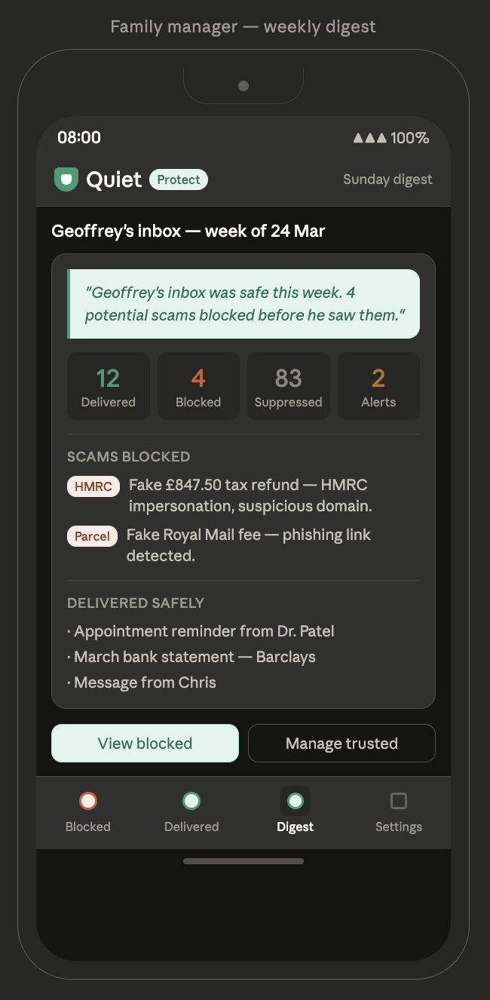 Family manager — weekly digest
08:00
100%
Quiet
Protect
Sunday digest
Geoffrey's inbox — week of 24 Mar
"Geoffrey's inbox was safe this week. 4
potential scams blocked before he saw them."
12
Delivered
4
Blocked
83
Suppressed
2
Alerts
SCAMS BLOCKED
HMRC
Fake £847.50 tax refund — HMRC
impersonation, suspicious domain.
Parcel
Fake Royal Mail fee — phishing link
detected.
DELIVERED SAFELY
· Appointment reminder from Dr. Patel
· March bank statement — Barclays
· Message from Chris
View blocked
Manage trusted
Blocked
Delivered
Digest
Settings